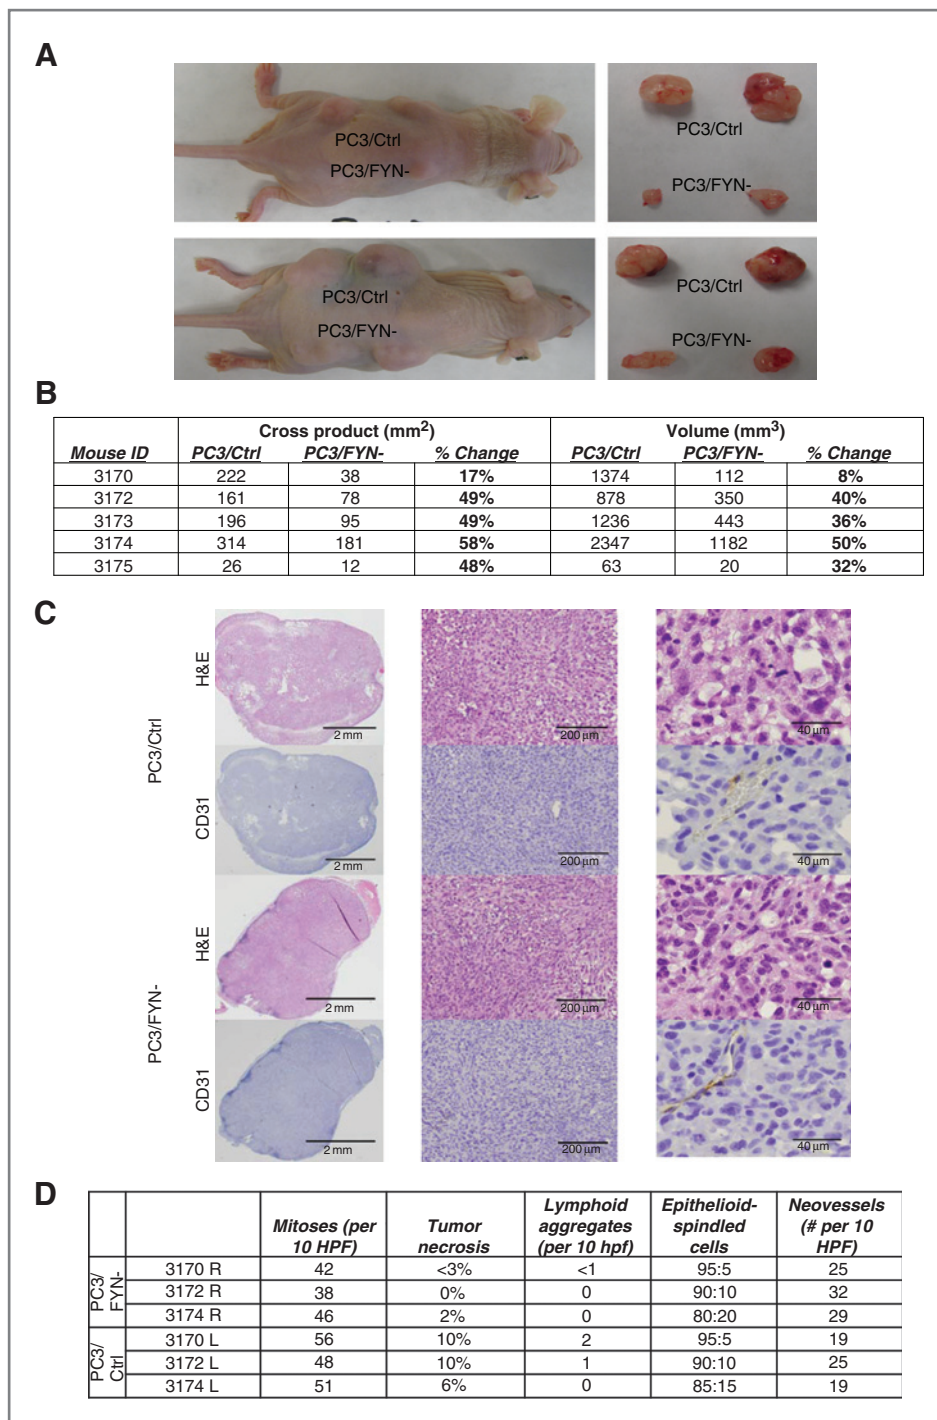 A
PC3/Ctrl
PC3/FYN-
PC3/Ctrl
PC3/FYN-
PC3/Ctrl
PC3/FYN-
PC3/Ctrl
PC3/FYN-
B
Cross product (mm²) Volume (mm³)
Mouse ID PC3/Ctrl PC3/FYN- % Change PC3/Ctrl PC3/FYN- % Change
3170 222 38 17% 1374 112 8%
3172 161 78 49% 878 350 40%
3173 196 95 49% 1236 443 36%
3174 314 181 58% 2347 1182 50%
3175 26 12 48% 63 20 32%
C
PC3/Ctrl
H&E
2 mm 200 µm 40 µm
CD31
2 mm 200 µm 40 µm
PC3/FYN-
H&E
2 mm 200 µm 40 µm
CD31
2 mm 200 µm 40 µm
D
Mitoses (per 10 HPF) Tumor necrosis Lymphoid aggregates (per 10 hpf) Epithelioid-spindled cells Neovessels (# per 10 HPF)
PC3/FYN-
3170 R 42 <3% <1 95:5 25
3172 R 38 0% 0 90:10 32
3174 R 46 2% 0 80:20 29
PC3/Ctrl
3170 L 56 10% 2 95:5 19
3172 L 48 10% 1 90:10 25
3174 L 51 6% 0 85:15 19